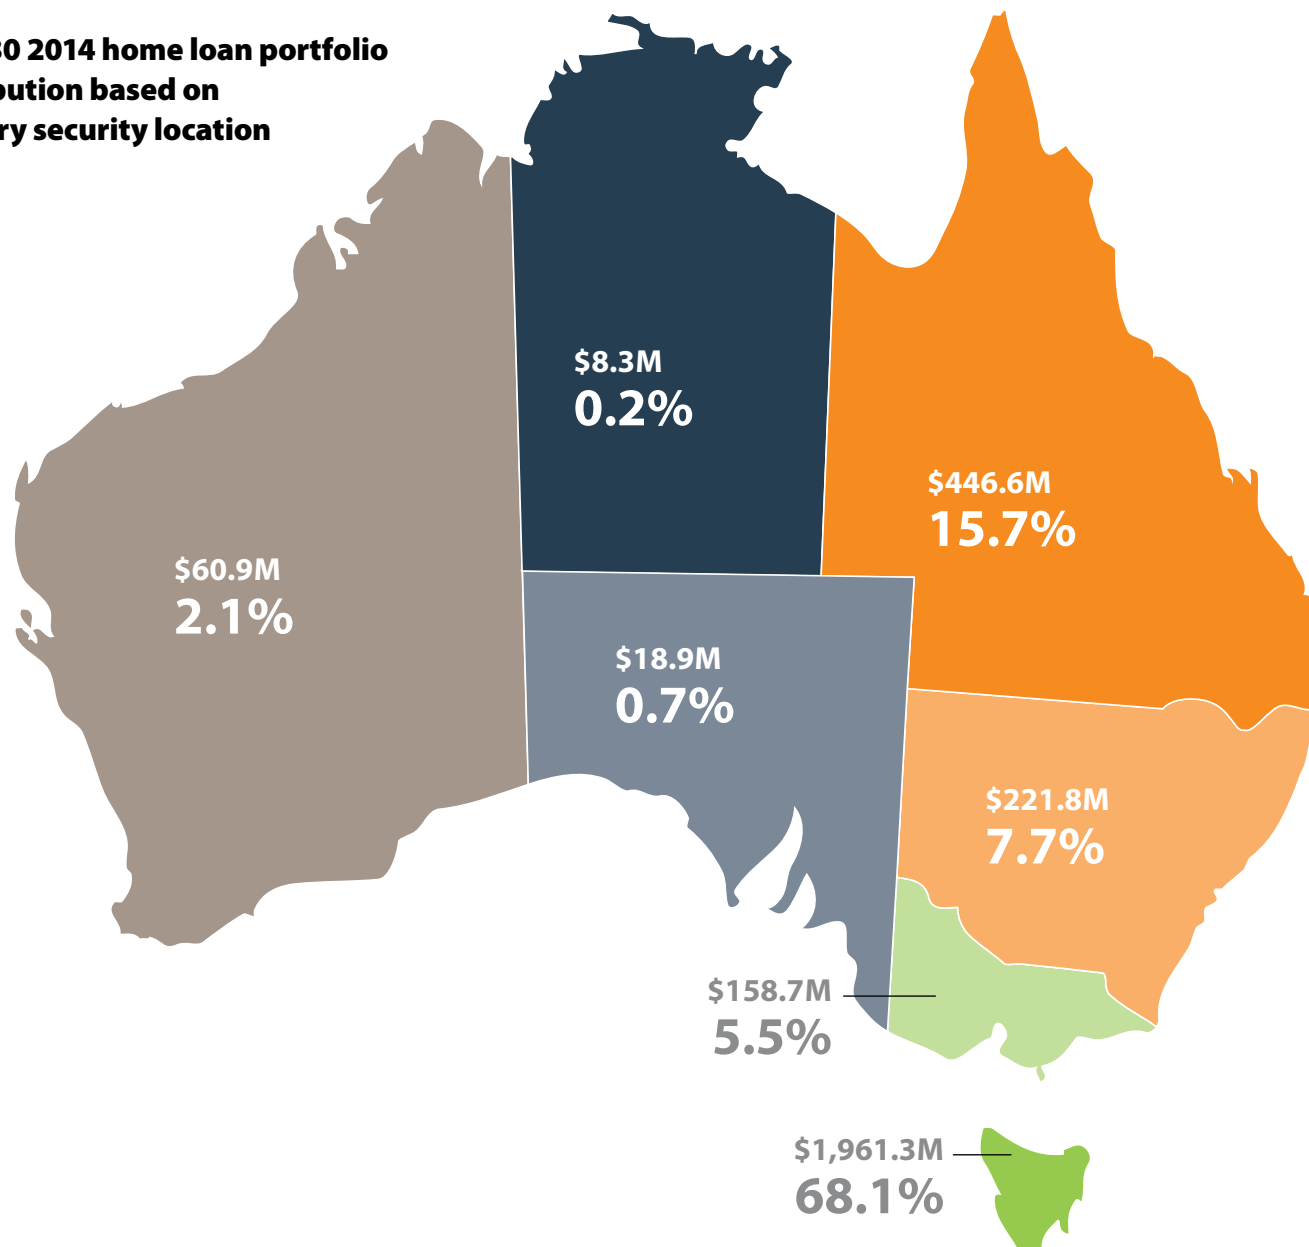 30 2014 home loan portfolio
based on
security location
$8.3M
0.2%
$446.6M
15.7%
$60.9M
2.1%
$18.9M
0.7%
$221.8M
7.7%
$158.7M
5.5%
$1,961.3M
68.1%